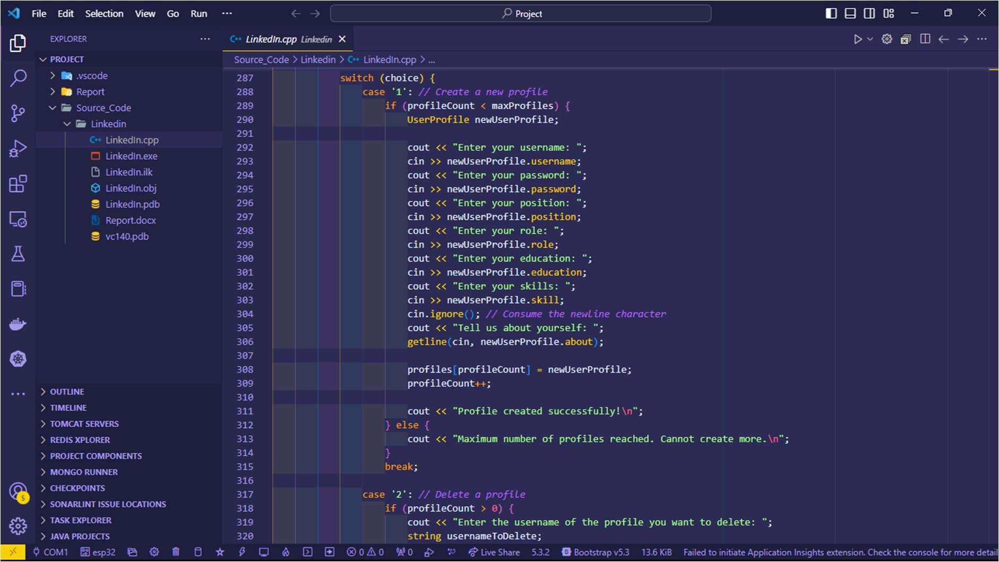 File Edit Selection View Go Run ... Project
EXPLORER ...
PROJECT
.vscode
Report
Source_Code
Linkedin
LinkedIn.cpp
LinkedIn.exe
LinkedIn.ilk
LinkedIn.obj
LinkedIn.pdb
Report.docx
vc140.pdb
OUTLINE
TIMELINE
TOMCAT SERVERS
REDIS XPLORER
PROJECT COMPONENTS
MONGO RUNNER
CHECKPOINTS
SONARLINT ISSUE LOCATIONS
TASK EXPLORER
JAVA PROJECTS
5
C++ LinkedIn.cpp Linkedin
Source_Code > Linkedin > C++ LinkedIn.cpp > ...
287 switch (choice) {
288 case '1': // Create a new profile
289 if (profileCount < maxProfiles) {
290 UserProfile newUserProfile;
291
292 cout << "Enter your username: ";
293 cin >> newUserProfile.username;
294 cout << "Enter your password: ";
295 cin >> newUserProfile.password;
296 cout << "Enter your position: ";
297 cin >> newUserProfile.position;
298 cout << "Enter your role: ";
299 cin >> newUserProfile.role;
300 cout << "Enter your education: ";
301 cin >> newUserProfile.education;
302 cout << "Enter your skills: ";
303 cin >> newUserProfile.skill;
304 cin.ignore(); // Consume the newline character
305 cout << "Tell us about yourself: ";
306 getline(cin, newUserProfile.about);
307
308 profiles[profileCount] = newUserProfile;
309 profileCount++;
310
311 cout << "Profile created successfully!\n";
312 } else {
313 cout << "Maximum number of profiles reached. Cannot create more.\n";
314 }
315 break;
316
317 case '2': // Delete a profile
318 if (profileCount > 0) {
319 cout << "Enter the username of the profile you want to delete: ";
320 string usernameToDelete;
COM1 esp32 0 0 0 Live Share 5.3.2 B Bootstrap v5.3 13.6 KiB Failed to initiate Application Insights extension. Check the console for more detail